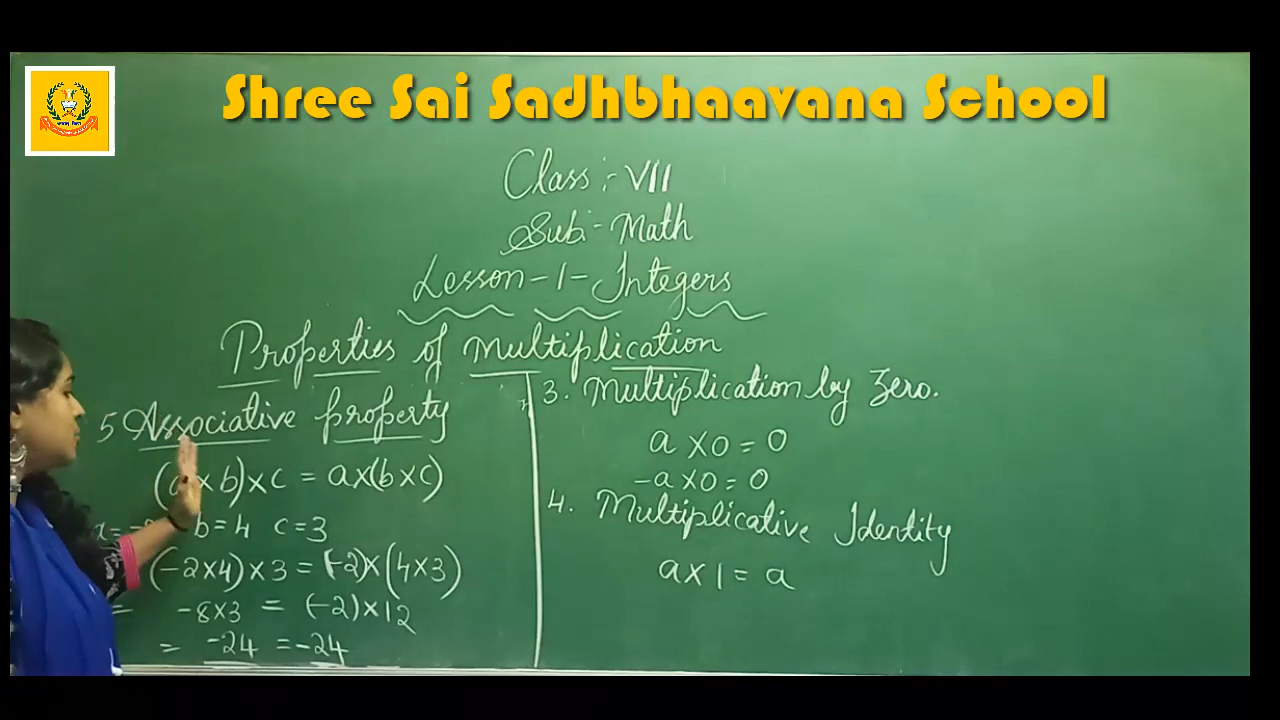 Shree Sai Sadhbhaavana School
Class :- VII
Sub:- Math
Lesson-1-Integers
Properties of Multiplication
5 Associative property
(a×b)×c = a×(b×c)
b=4 c=3
(-2×4)×3 = (-2)×(4×3)
= -8×3 = (-2)×12
= -24 = -24
3. Multiplication by Zero.
a×0=0
-a×0=0
4. Multiplicative Identity
a×1=a